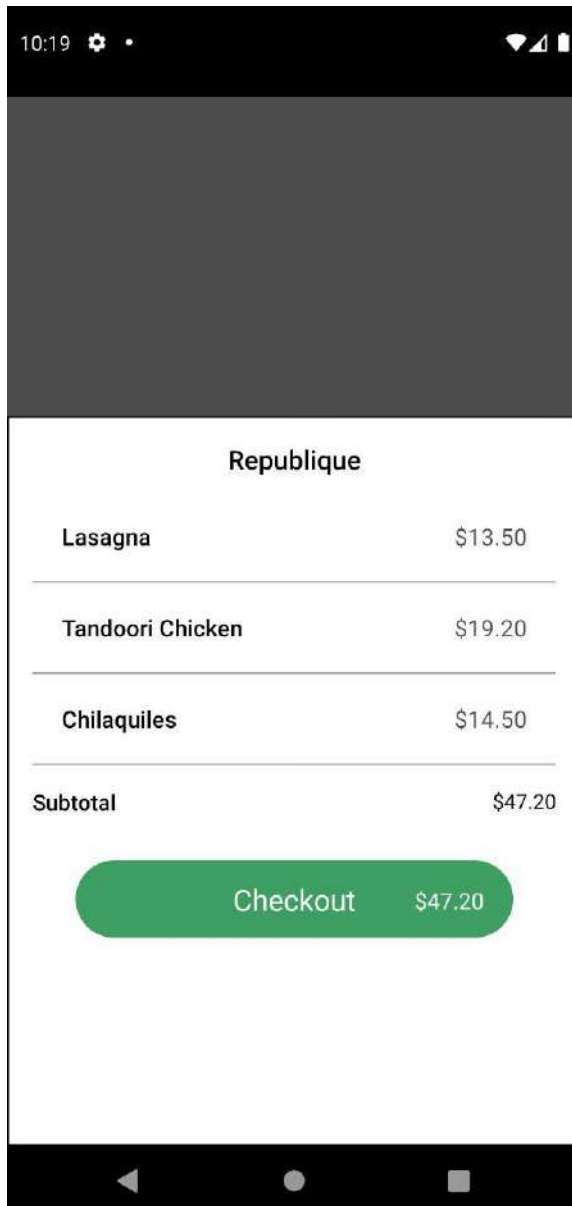 10:19
Republique
Lasagna $13.50
Tandoori Chicken $19.20
Chilaquiles $14.50
Subtotal $47.20
Checkout $47.20